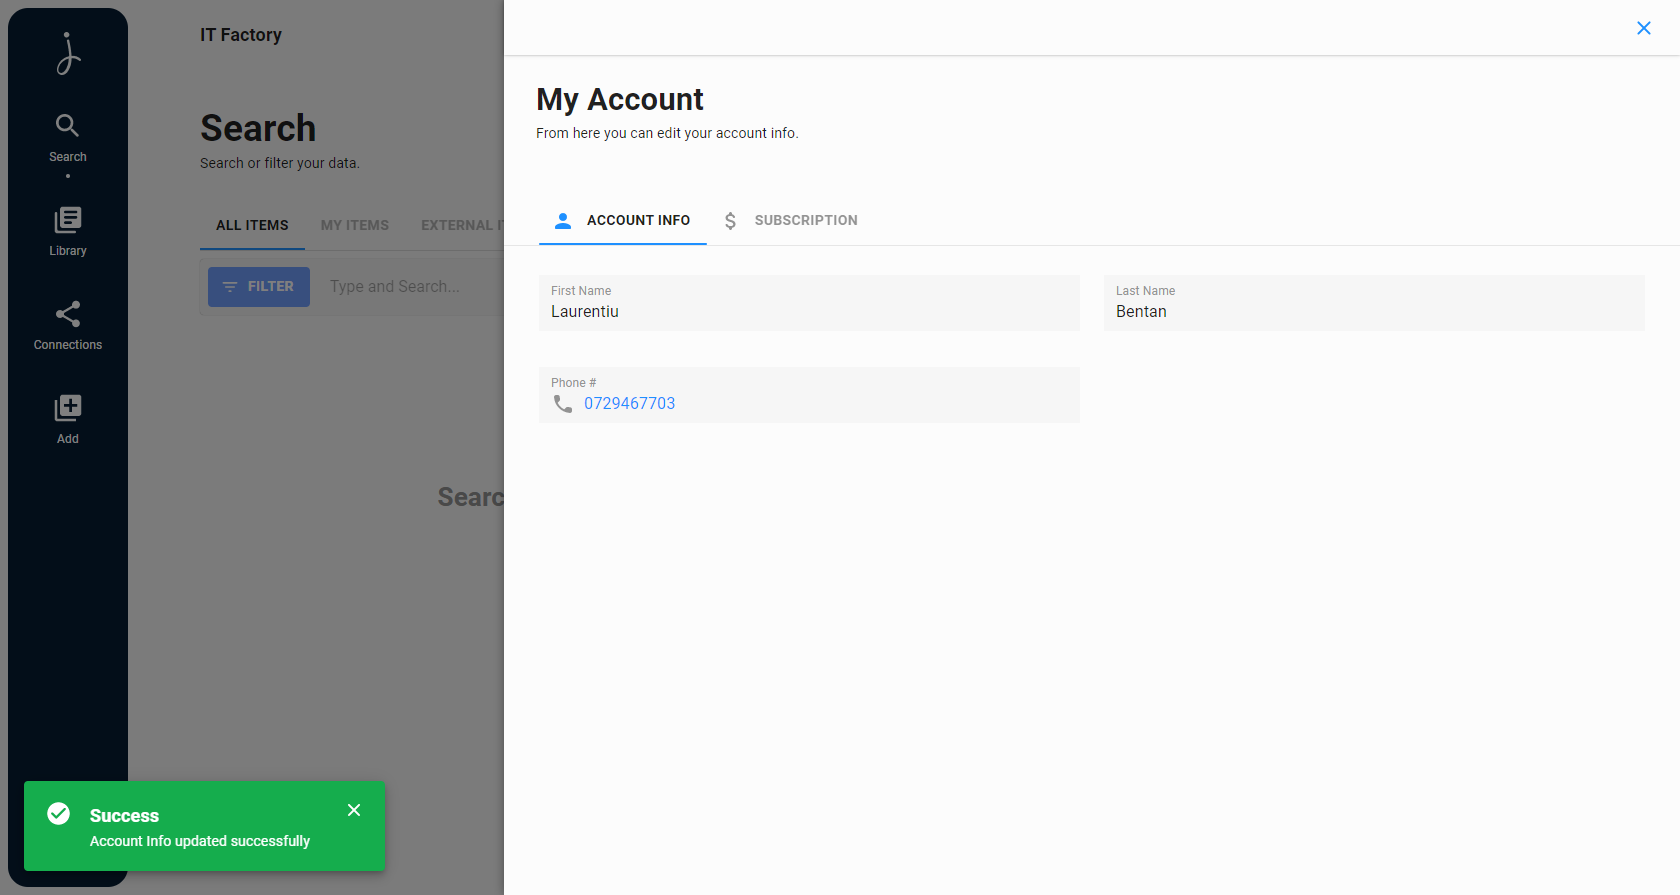 IT Factory
Search
Search or filter your data.
ALL ITEMS
MY ITEMS
EXTERNAL
FILTER
Type and Search...
Search
Library
Connections
Add
My Account
From here you can edit your account info.
ACCOUNT INFO
SUBSCRIPTION
First Name
Laurentiu
Last Name
Bentan
Phone #
0729467703
Success
Account Info updated successfully